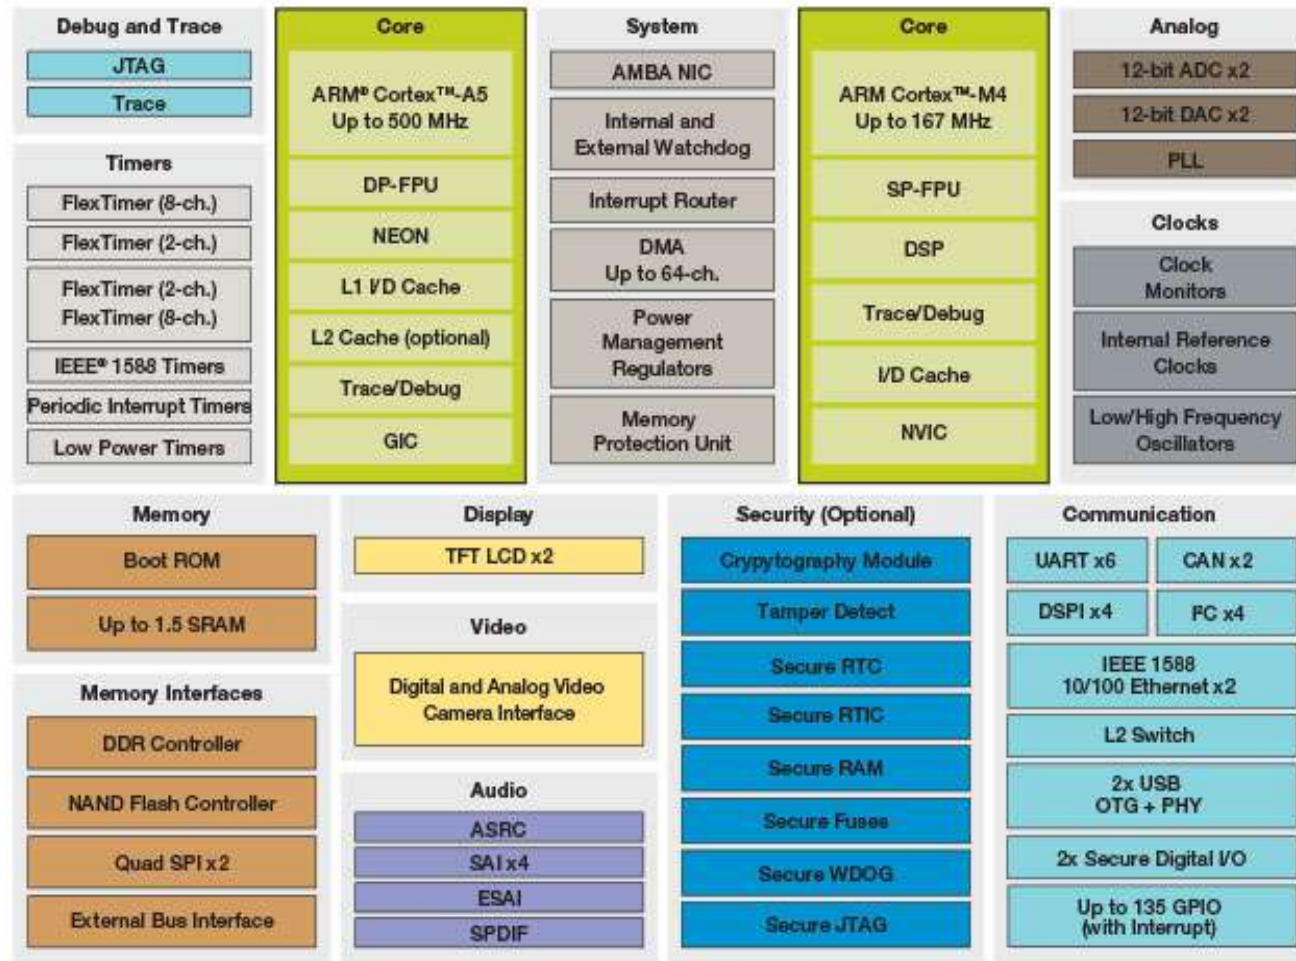 Debug and Trace
JTAG
Trace
Timers
FlexTimer (8-ch.)
FlexTimer (2-ch.)
FlexTimer (2-ch.)
FlexTimer (8-ch.)
IEEE® 1588 Timers
Periodic Interrupt Timers
Low Power Timers
Core
ARM® Cortex™-A5
Up to 500 MHz
DP-FPU
NEON
L1 I/D Cache
L2 Cache (optional)
Trace/Debug
GIC
System
AMBA NIC
Internal and
External Watchdog
Interrupt Router
DMA
Up to 64-ch.
Power
Management
Regulators
Memory
Protection Unit
Core
ARM Cortex™-M4
Up to 167 MHz
SP-FPU
DSP
Trace/Debug
I/D Cache
NVIC
Analog
12-bit ADC x2
12-bit DAC x2
PLL
Clocks
Clock
Monitors
Internal Reference
Clocks
Low/High Frequency
Oscillators
Memory
Boot ROM
Up to 1.5 SRAM
Memory Interfaces
DDR Controller
NAND Flash Controller
Quad SPI x2
External Bus Interface
Display
TFT LCD x2
Video
Digital and Analog Video
Camera Interface
Audio
ASRC
SAI x4
ESAI
SPDIF
Security (Optional)
Crypytography Module
Tamper Detect
Secure RTC
Secure RTIC
Secure RAM
Secure Fuses
Secure WDOG
Secure JTAG
Communication
UART x6
CAN x2
DSPI x4
I²C x4
IEEE 1588
10/100 Ethernet x2
L2 Switch
2x USB
OTG + PHY
2x Secure Digital I/O
Up to 135 GPIO
(with Interrupt)